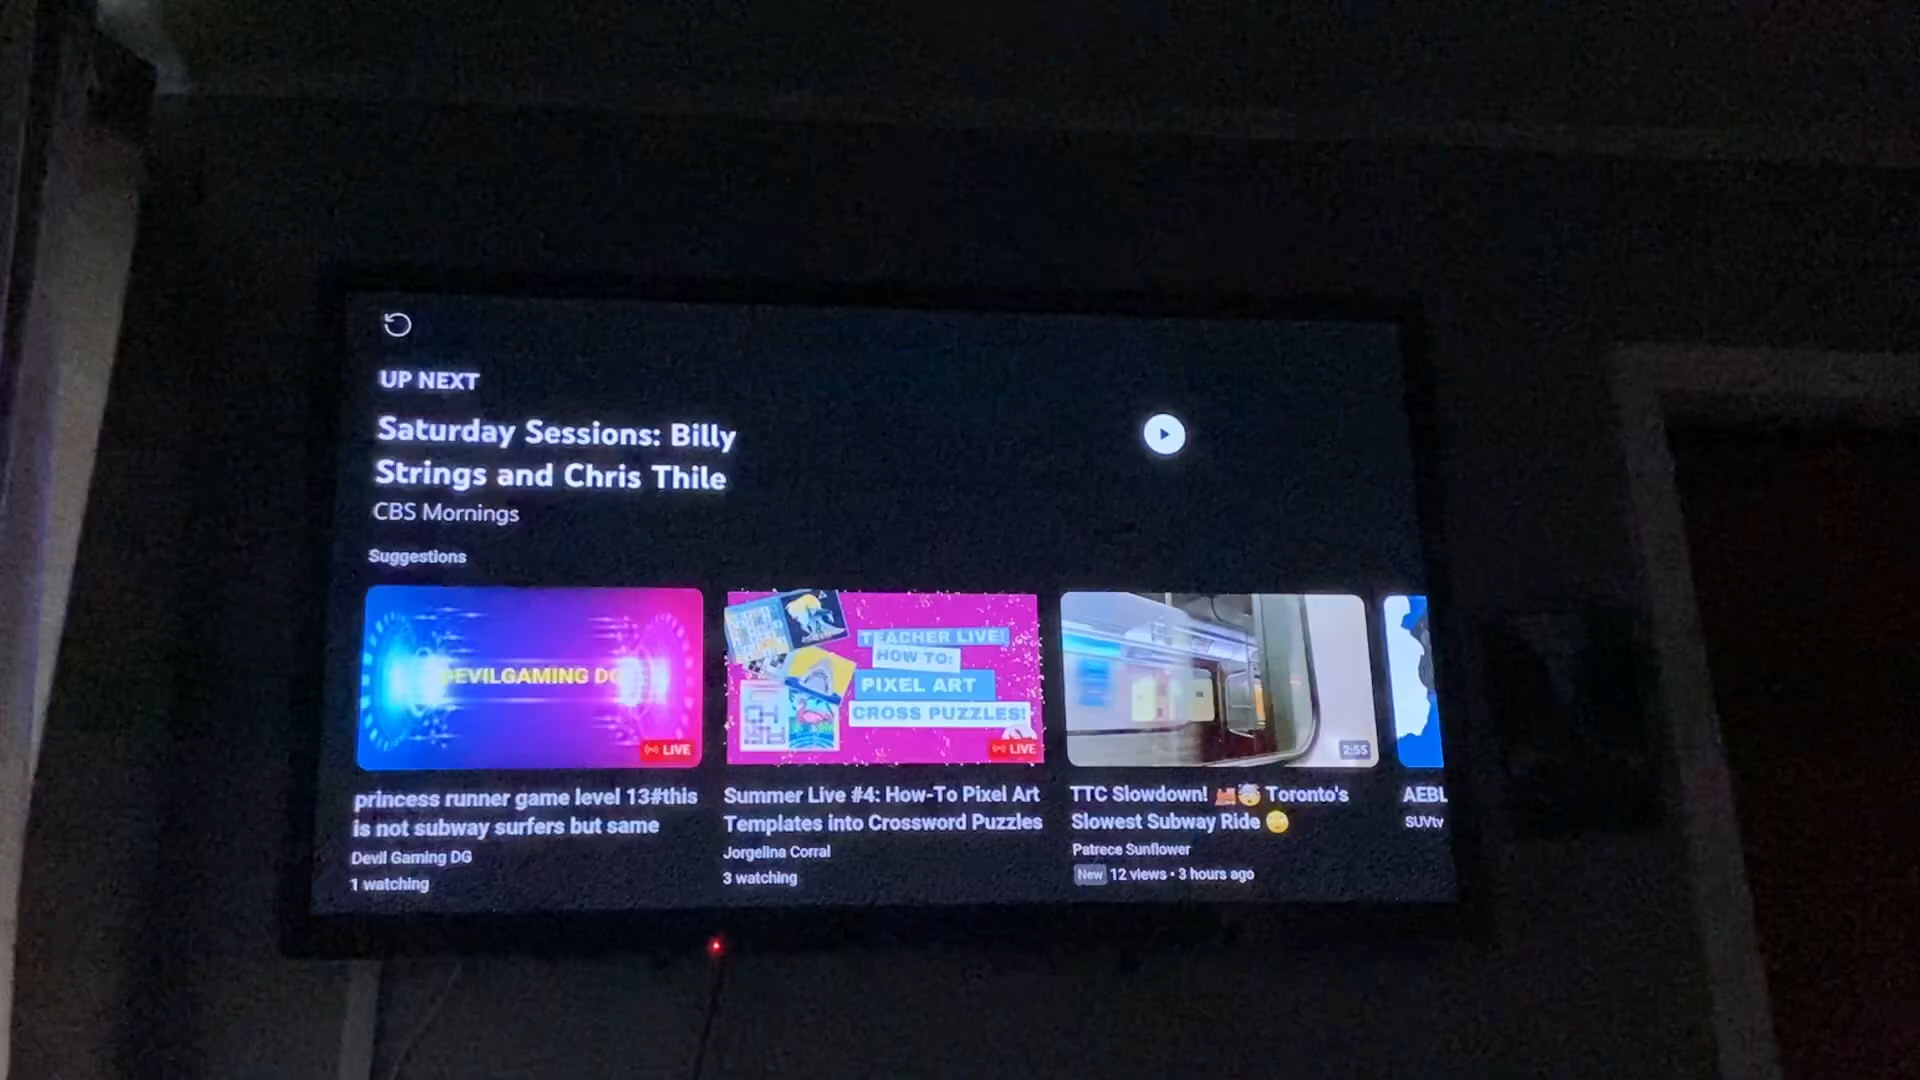 UP NEXT
Saturday Sessions: Billy
Strings and Chris Thile
CBS Mornings
Suggestions
DEVILGAMING DG
LIVE
TEACHER LIVE!
HOW TO:
PIXEL ART
CROSS PUZZLES!
LIVE
2:55
princess runner game level 13#this
is not subway surfers but same
Devil Gaming DG
1 watching
Summer Live #4: How-To Pixel Art
Templates into Crossword Puzzles
Jorgelina Corral
3 watching
TTC Slowdown! 🚂🤯 Toronto's
Slowest Subway Ride 😳
Patrece Sunflower
New 12 views • 3 hours ago
AEBL
SUVtv